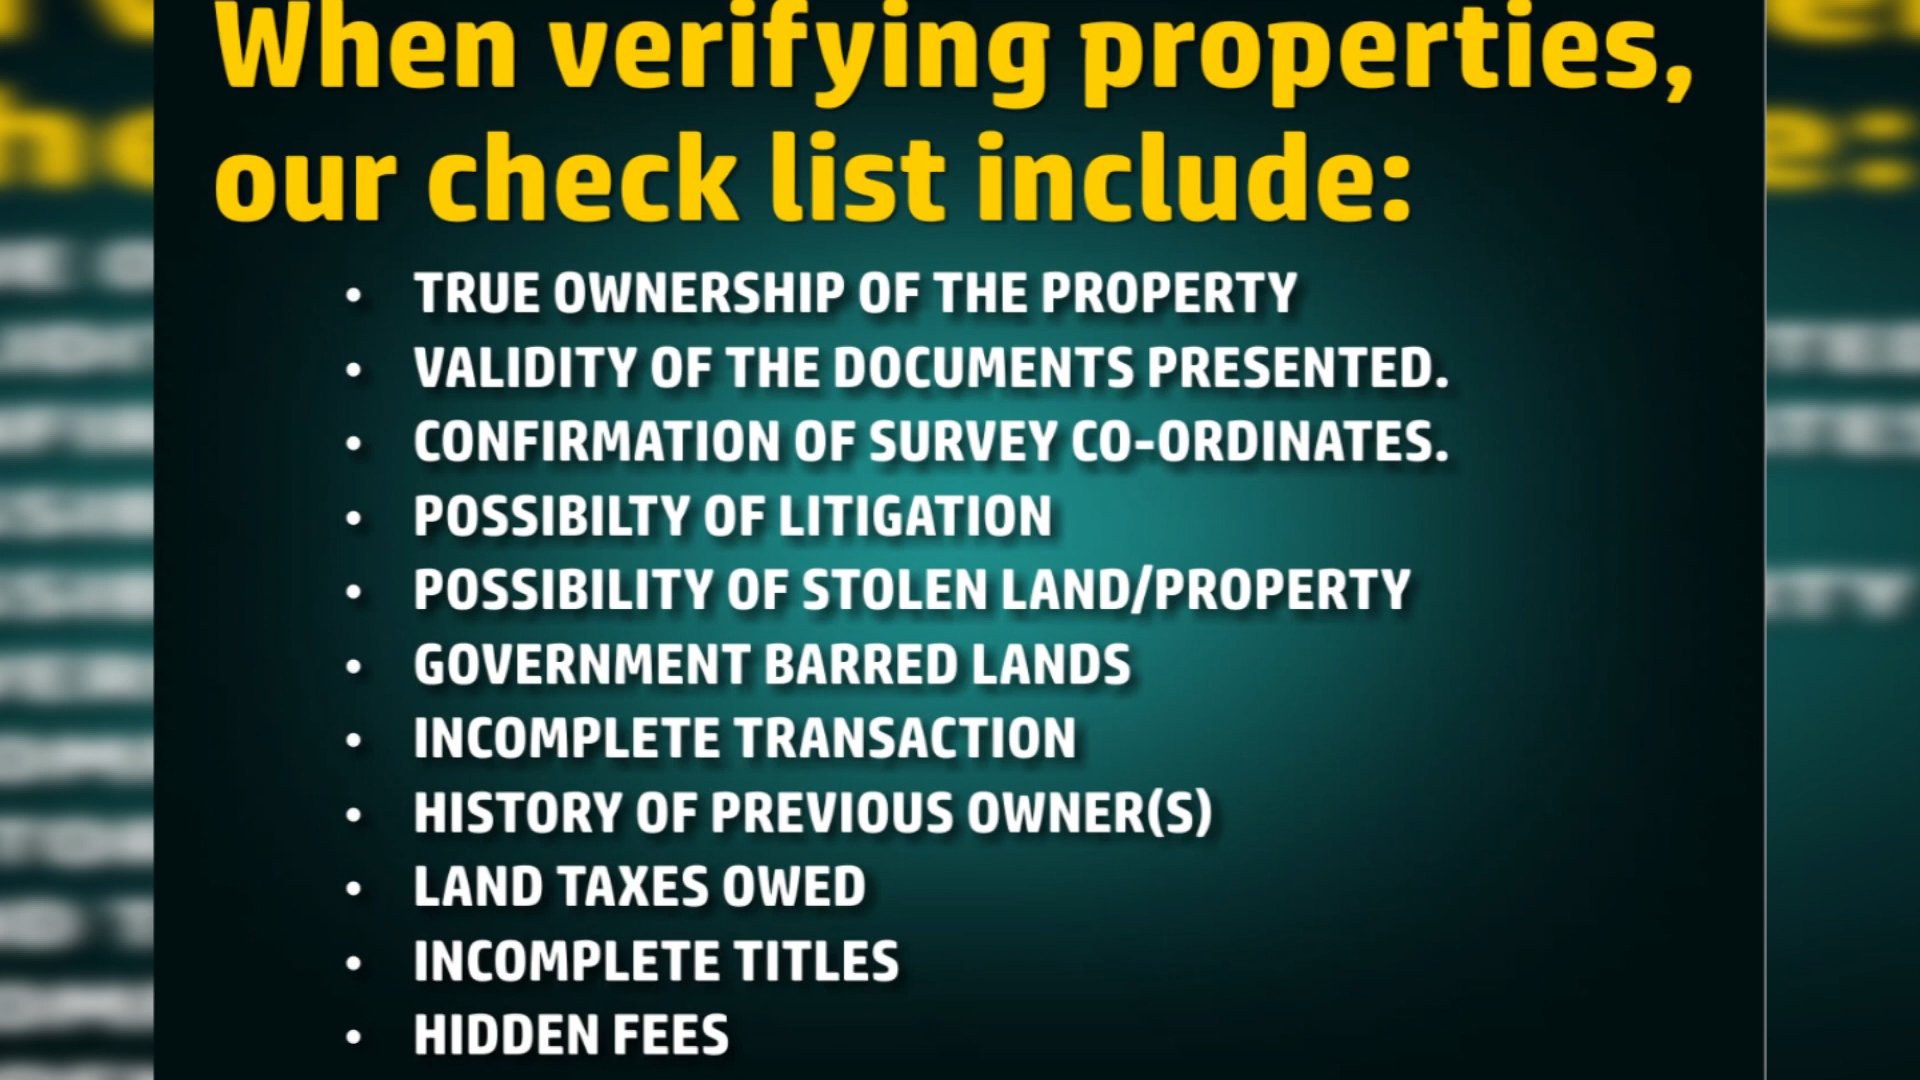 When verifying properties,
our check list include:
• TRUE OWNERSHIP OF THE PROPERTY
• VALIDITY OF THE DOCUMENTS PRESENTED.
• CONFIRMATION OF SURVEY CO-ORDINATES.
• POSSIBILTY OF LITIGATION
• POSSIBILITY OF STOLEN LAND/PROPERTY
• GOVERNMENT BARRED LANDS
• INCOMPLETE TRANSACTION
• HISTORY OF PREVIOUS OWNER(S)
• LAND TAXES OWED
• INCOMPLETE TITLES
• HIDDEN FEES